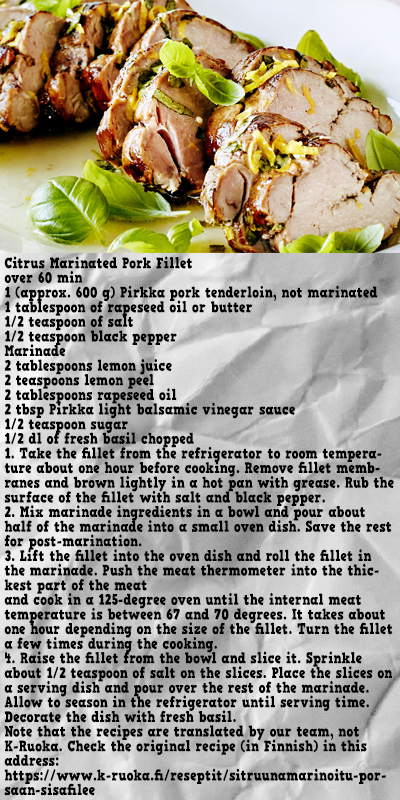 Citrus Marinated Pork Fillet
over 60 min
1 (approx. 600 g) Pirkka pork tenderloin, not marinated
1 tablespoon of rapeseed oil or butter
1/2 teaspoon of salt
1/2 teaspoon black pepper
Marinade
2 tablespoons lemon juice
2 teaspoons lemon peel
2 tablespoons rapeseed oil
2 tbsp Pirkka light balsamic vinegar sauce
1/2 teaspoon sugar
1/2 dl of fresh basil chopped
1. Take the fillet from the refrigerator to room tempera-
ture about one hour before cooking. Remove fillet memb-
ranes and brown lightly in a hot pan with grease. Rub the
surface of the fillet with salt and black pepper.
2. Mix marinade ingredients in a bowl and pour about
half of the marinade into a small oven dish. Save the rest
for post-marination.
3. Lift the fillet into the oven dish and roll the fillet in
the marinade. Push the meat thermometer into the thic-
kest part of the meat
and cook in a 125-degree oven until the internal meat
temperature is between 67 and 70 degrees. It takes about
one hour depending on the size of the fillet. Turn the fillet
a few times during the cooking.
4. Raise the fillet from the bowl and slice it. Sprinkle
about 1/2 teaspoon of salt on the slices. Place the slices on
a serving dish and pour over the rest of the marinade.
Allow to season in the refrigerator until serving time.
Decorate the dish with fresh basil.
Note that the recipes are translated by our team, not
K-Ruoka. Check the original recipe (in Finnish) in this
address:
https://www.k-ruoka.fi/reseptit/sitruunamarinoitu-por-
saan-sisafilee